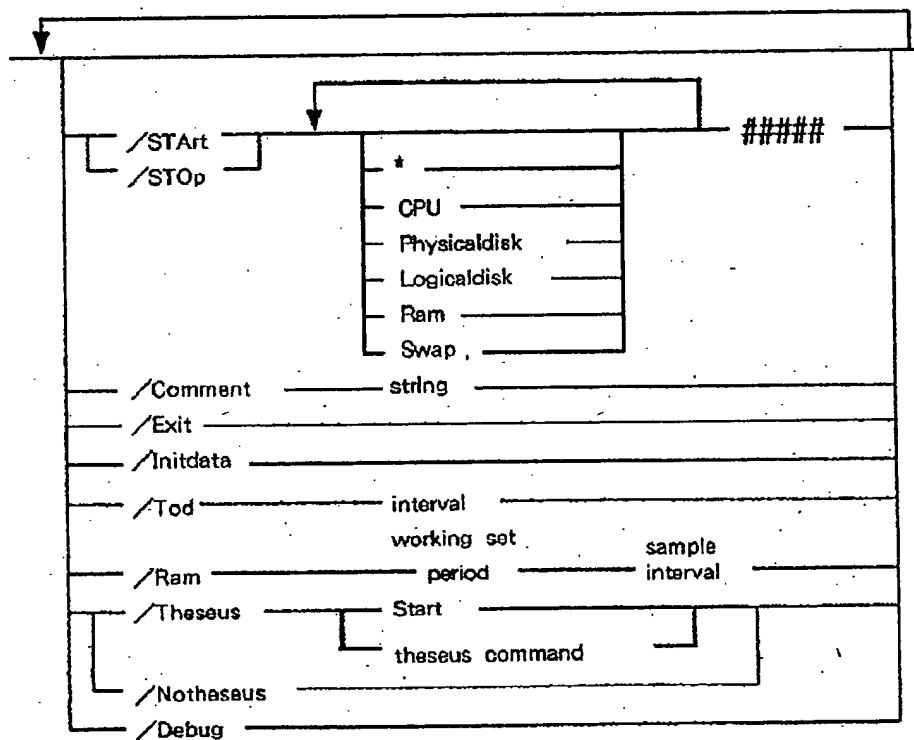 /STArt
#####
/STOp
*
CPU
Physicaldisk
Logicaldisk
Ram
Swap
/Comment string
/Exit
/Initdata
/Tod interval
/Ram working set period sample interval
/Theseus Start
theseus command
/Notheseus
/Debug